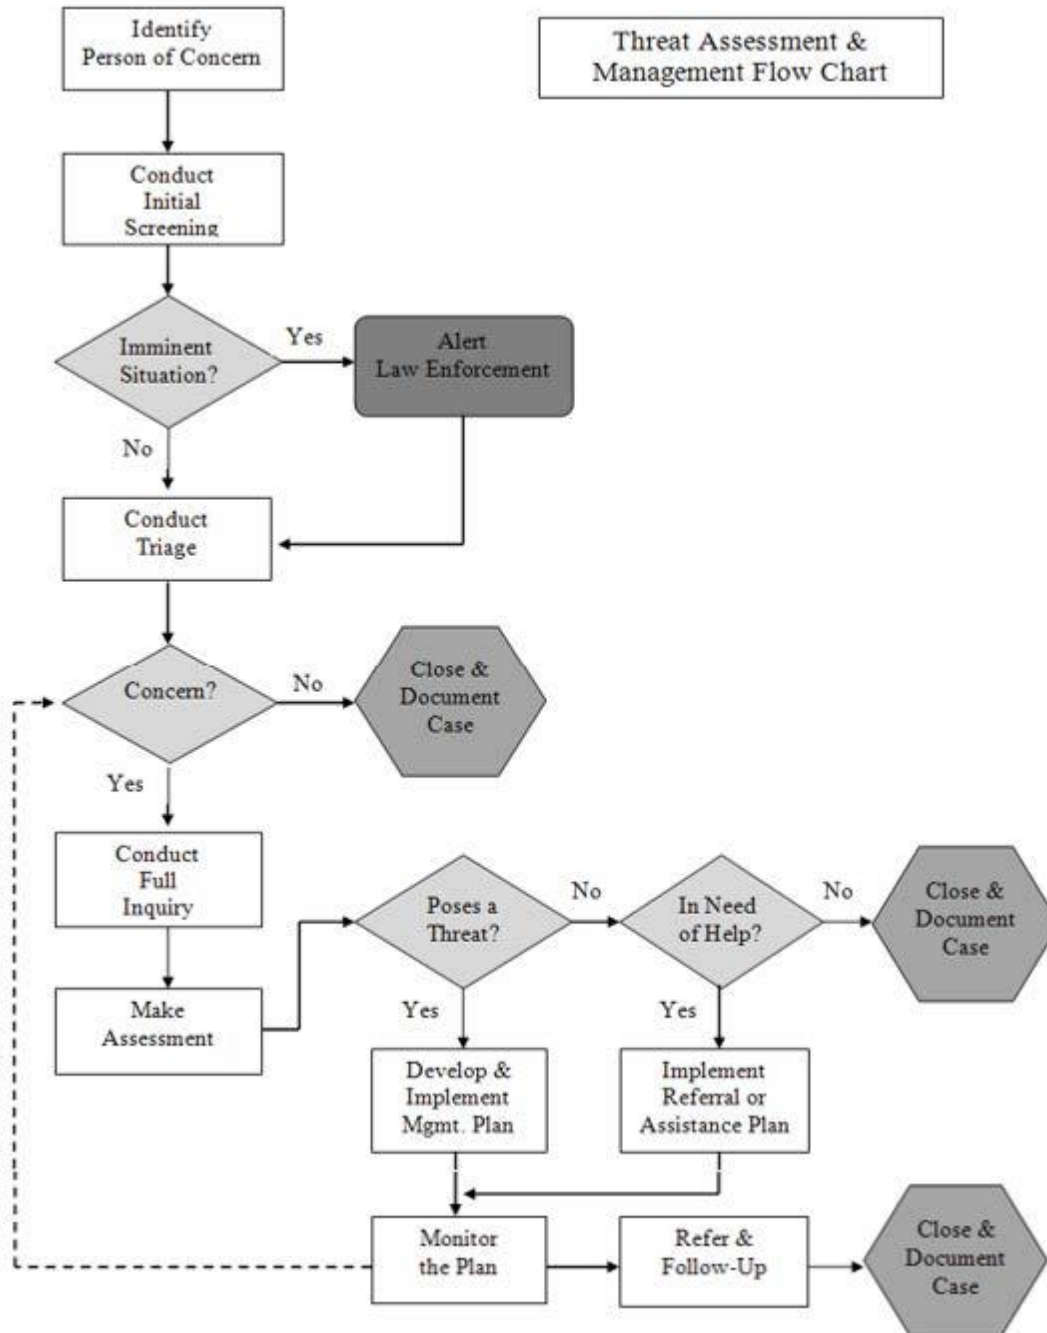 Identify
Person of Concern
Threat Assessment &
Management Flow Chart
Conduct
Initial
Screening
Imminent
Situation?
Yes
Alert
Law Enforcement
No
Conduct
Triage
Concern?
No
Close &
Document
Case
Yes
Conduct
Full
Inquiry
Make
Assessment
Poses a
Threat?
No
In Need
of Help?
No
Close &
Document
Case
Yes
Yes
Develop &
Implement
Mgmt. Plan
Implement
Referral or
Assistance Plan
Monitor
the Plan
Refer &
Follow-Up
Close &
Document
Case